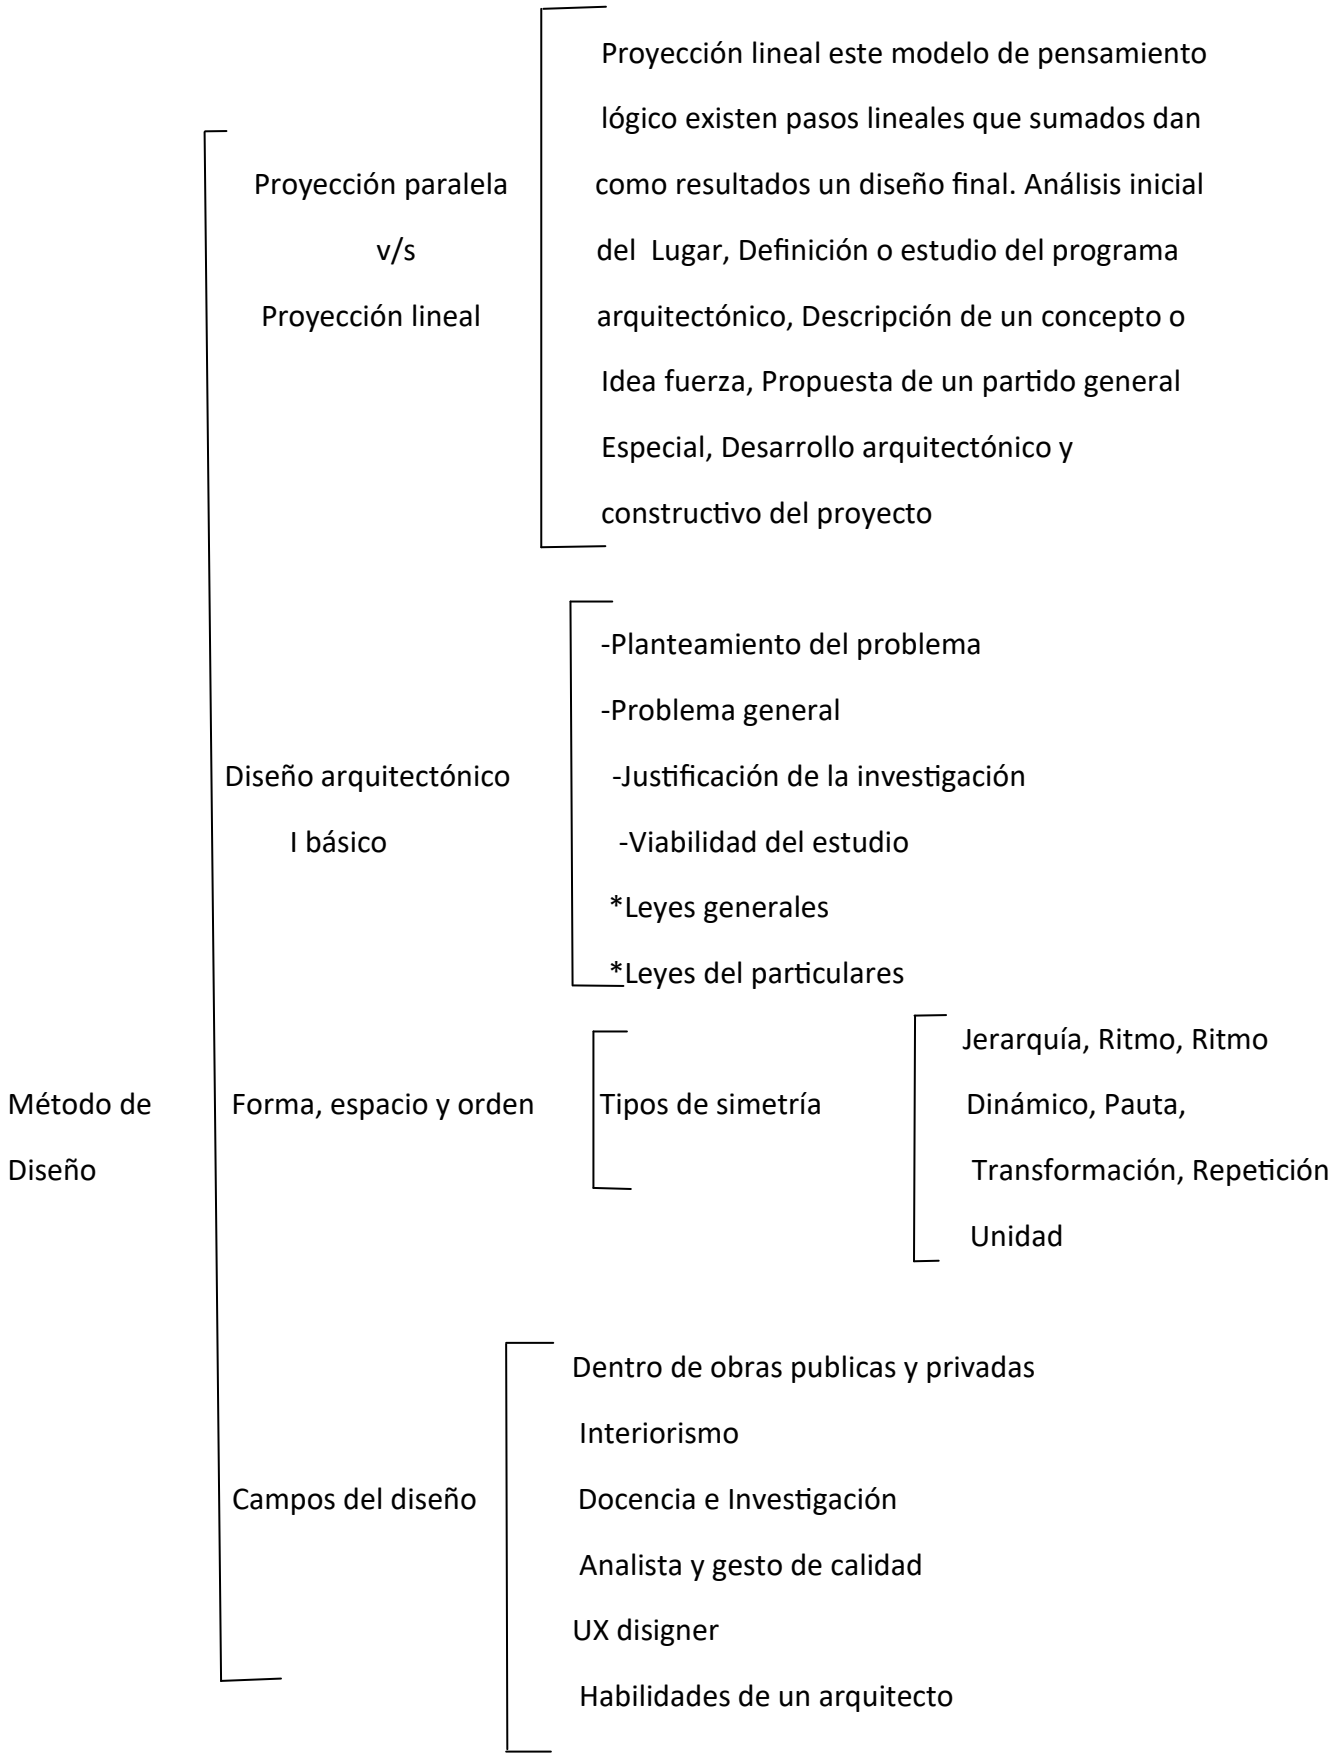 Proyección lineal este modelo de pensamiento
lógico existen pasos lineales que sumados dan
Proyección paralela como resultados un diseño final. Análisis inicial
v/s del Lugar, Definición o estudio del programa
Proyección lineal arquitectónico, Descripción de un concepto o
Idea fuerza, Propuesta de un partido general
Especial, Desarrollo arquitectónico y
constructivo del proyecto
-Planteamiento del problema
-Problema general
Diseño arquitectónico -Justificación de la investigación
I básico -Viabilidad del estudio
*Leyes generales
*Leyes del particulares
Jerarquía, Ritmo, Ritmo
Método de Forma, espacio y orden Tipos de simetría Dinámico, Pauta,
Diseño Transformación, Repetición
Unidad
Dentro de obras publicas y privadas
Interiorismo
Campos del diseño Docencia e Investigación
Analista y gesto de calidad
UX disigner
Habilidades de un arquitecto